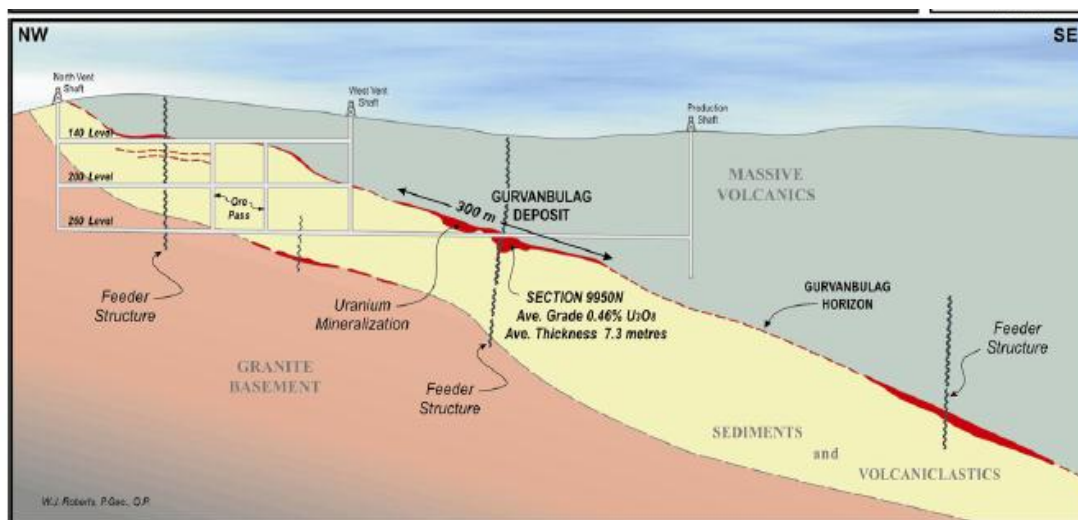 NW
SE
North Vent
Shaft
West Vent
Shaft
Production
Shaft
140 Level
200 Level
260 Level
Ore
Pass
300 m
GURVANBULAG
DEPOSIT
MASSIVE
VOLCANICS
Feeder
Structure
Uranium
Mineralization
SECTION 9950N
Ave. Grade 0.46% U3O8
Ave. Thickness 7.3 metres
GURVANBULAG
HORIZON
Feeder
Structure
GRANITE
BASEMENT
Feeder
Structure
SEDIMENTS
and
VOLCANICLASTICS
W.J. Roberts, P.Geo., Q.P.